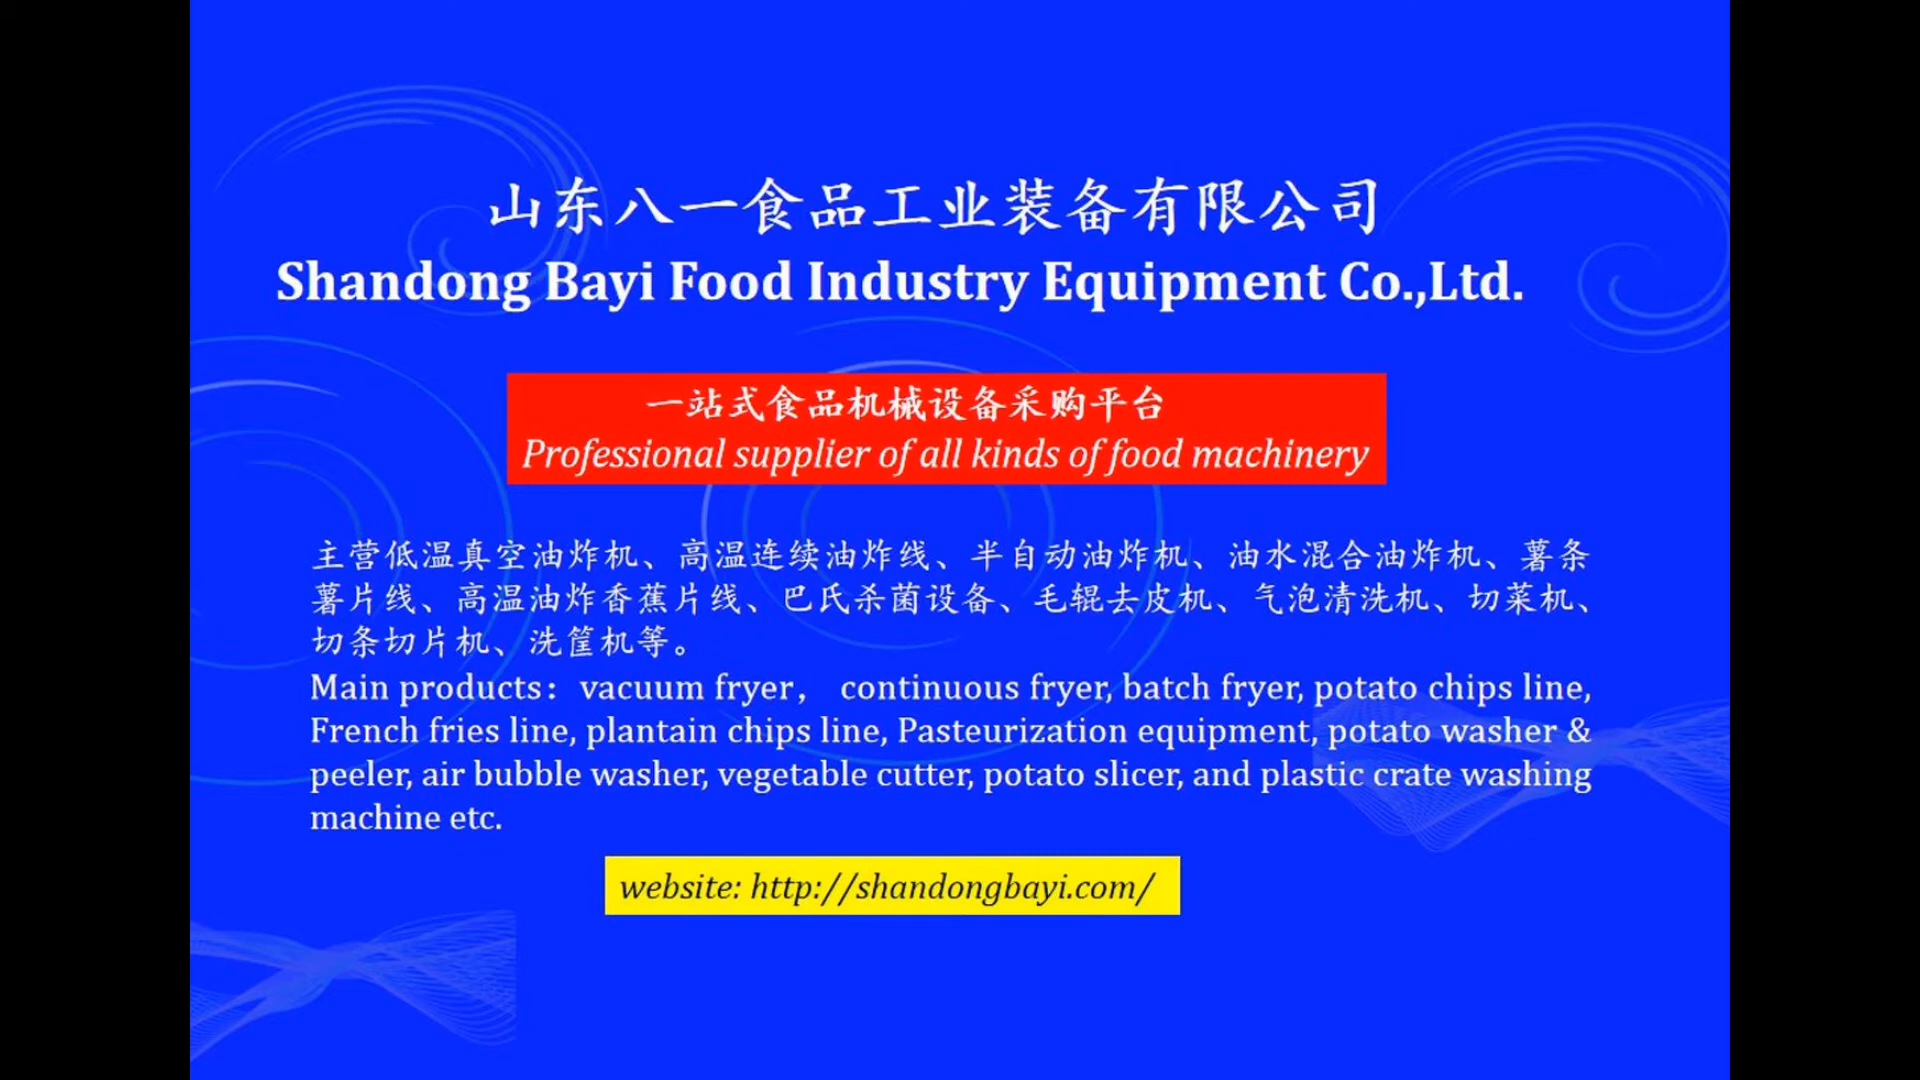 山东八一食品工业装备有限公司
Shandong Bayi Food Industry Equipment Co.,Ltd.
一站式食品机械设备采购平台
Professional supplier of all kinds of food machinery
主营低温真空油炸机、高温连续油炸线、半自动油炸机、油水混合油炸机、薯条
薯片线、高温油炸香蕉片线、巴氏杀菌设备、毛辊去皮机、气泡清洗机、切菜机、
切条切片机、洗筐机等。
Main products：vacuum fryer， continuous fryer, batch fryer, potato chips line,
French fries line, plantain chips line, Pasteurization equipment, potato washer &
peeler, air bubble washer, vegetable cutter, potato slicer, and plastic crate washing
machine etc.
website: http://shandongbayi.com/